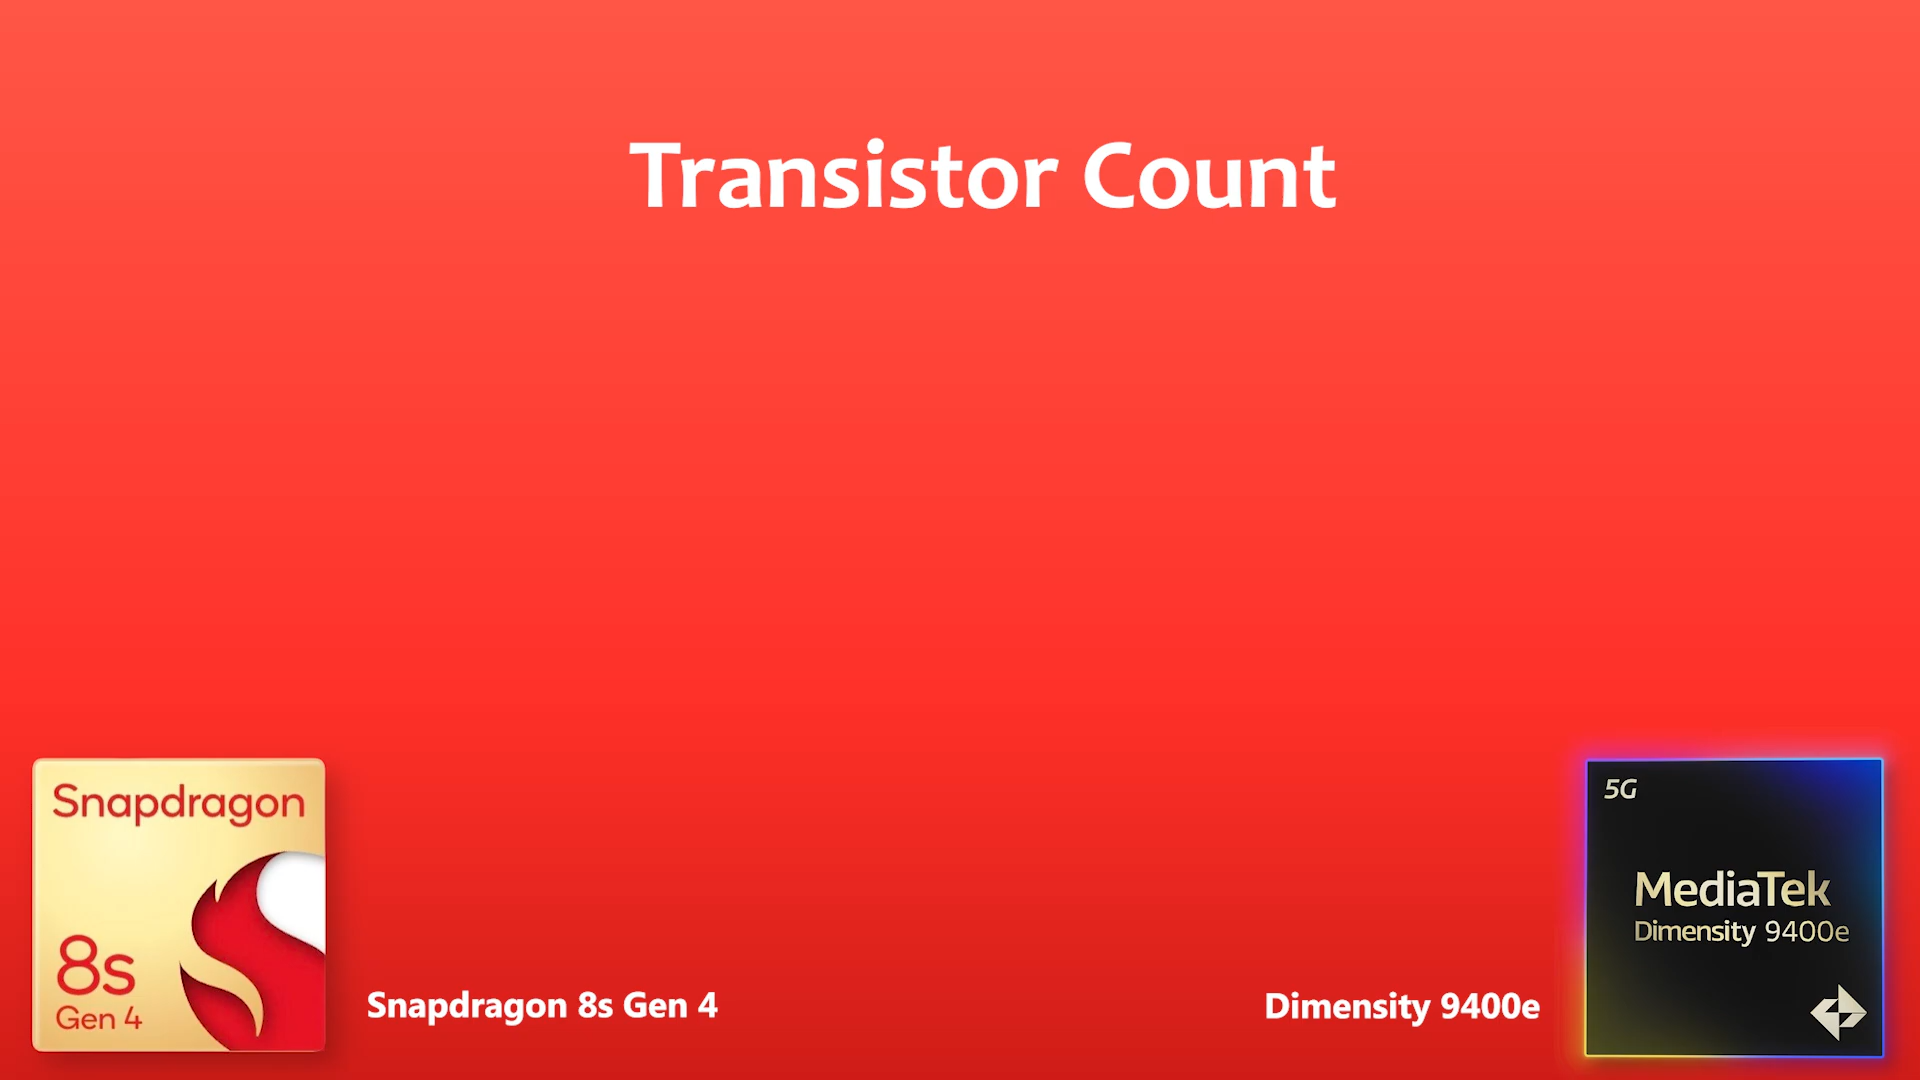 Transistor Count
Snapdragon
8s
Gen 4
Snapdragon 8s Gen 4
Dimensity 9400e
5G
MediaTek
Dimensity 9400e